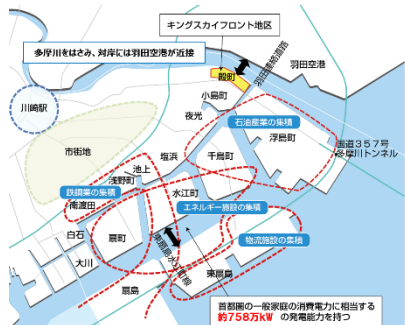 キングスカイフロント地区
多摩川をはさみ、対岸には羽田空港が近接
羽田連絡道路
羽田空港
殿町
小島町
川崎駅
夜光
石油産業の集積
浮島町
国道357号
多摩川トンネル
市街地
塩浜
千鳥町
池上
浅野町
鉄鋼業の集積
水江町
南渡田
エネルギー施設の集積
白石
扇町
物流施設の集積
大川
東扇島水江町線
東扇島
扇島
首都圏の一般家庭の消費電力に相当する
約758万kWの発電能力を持つ